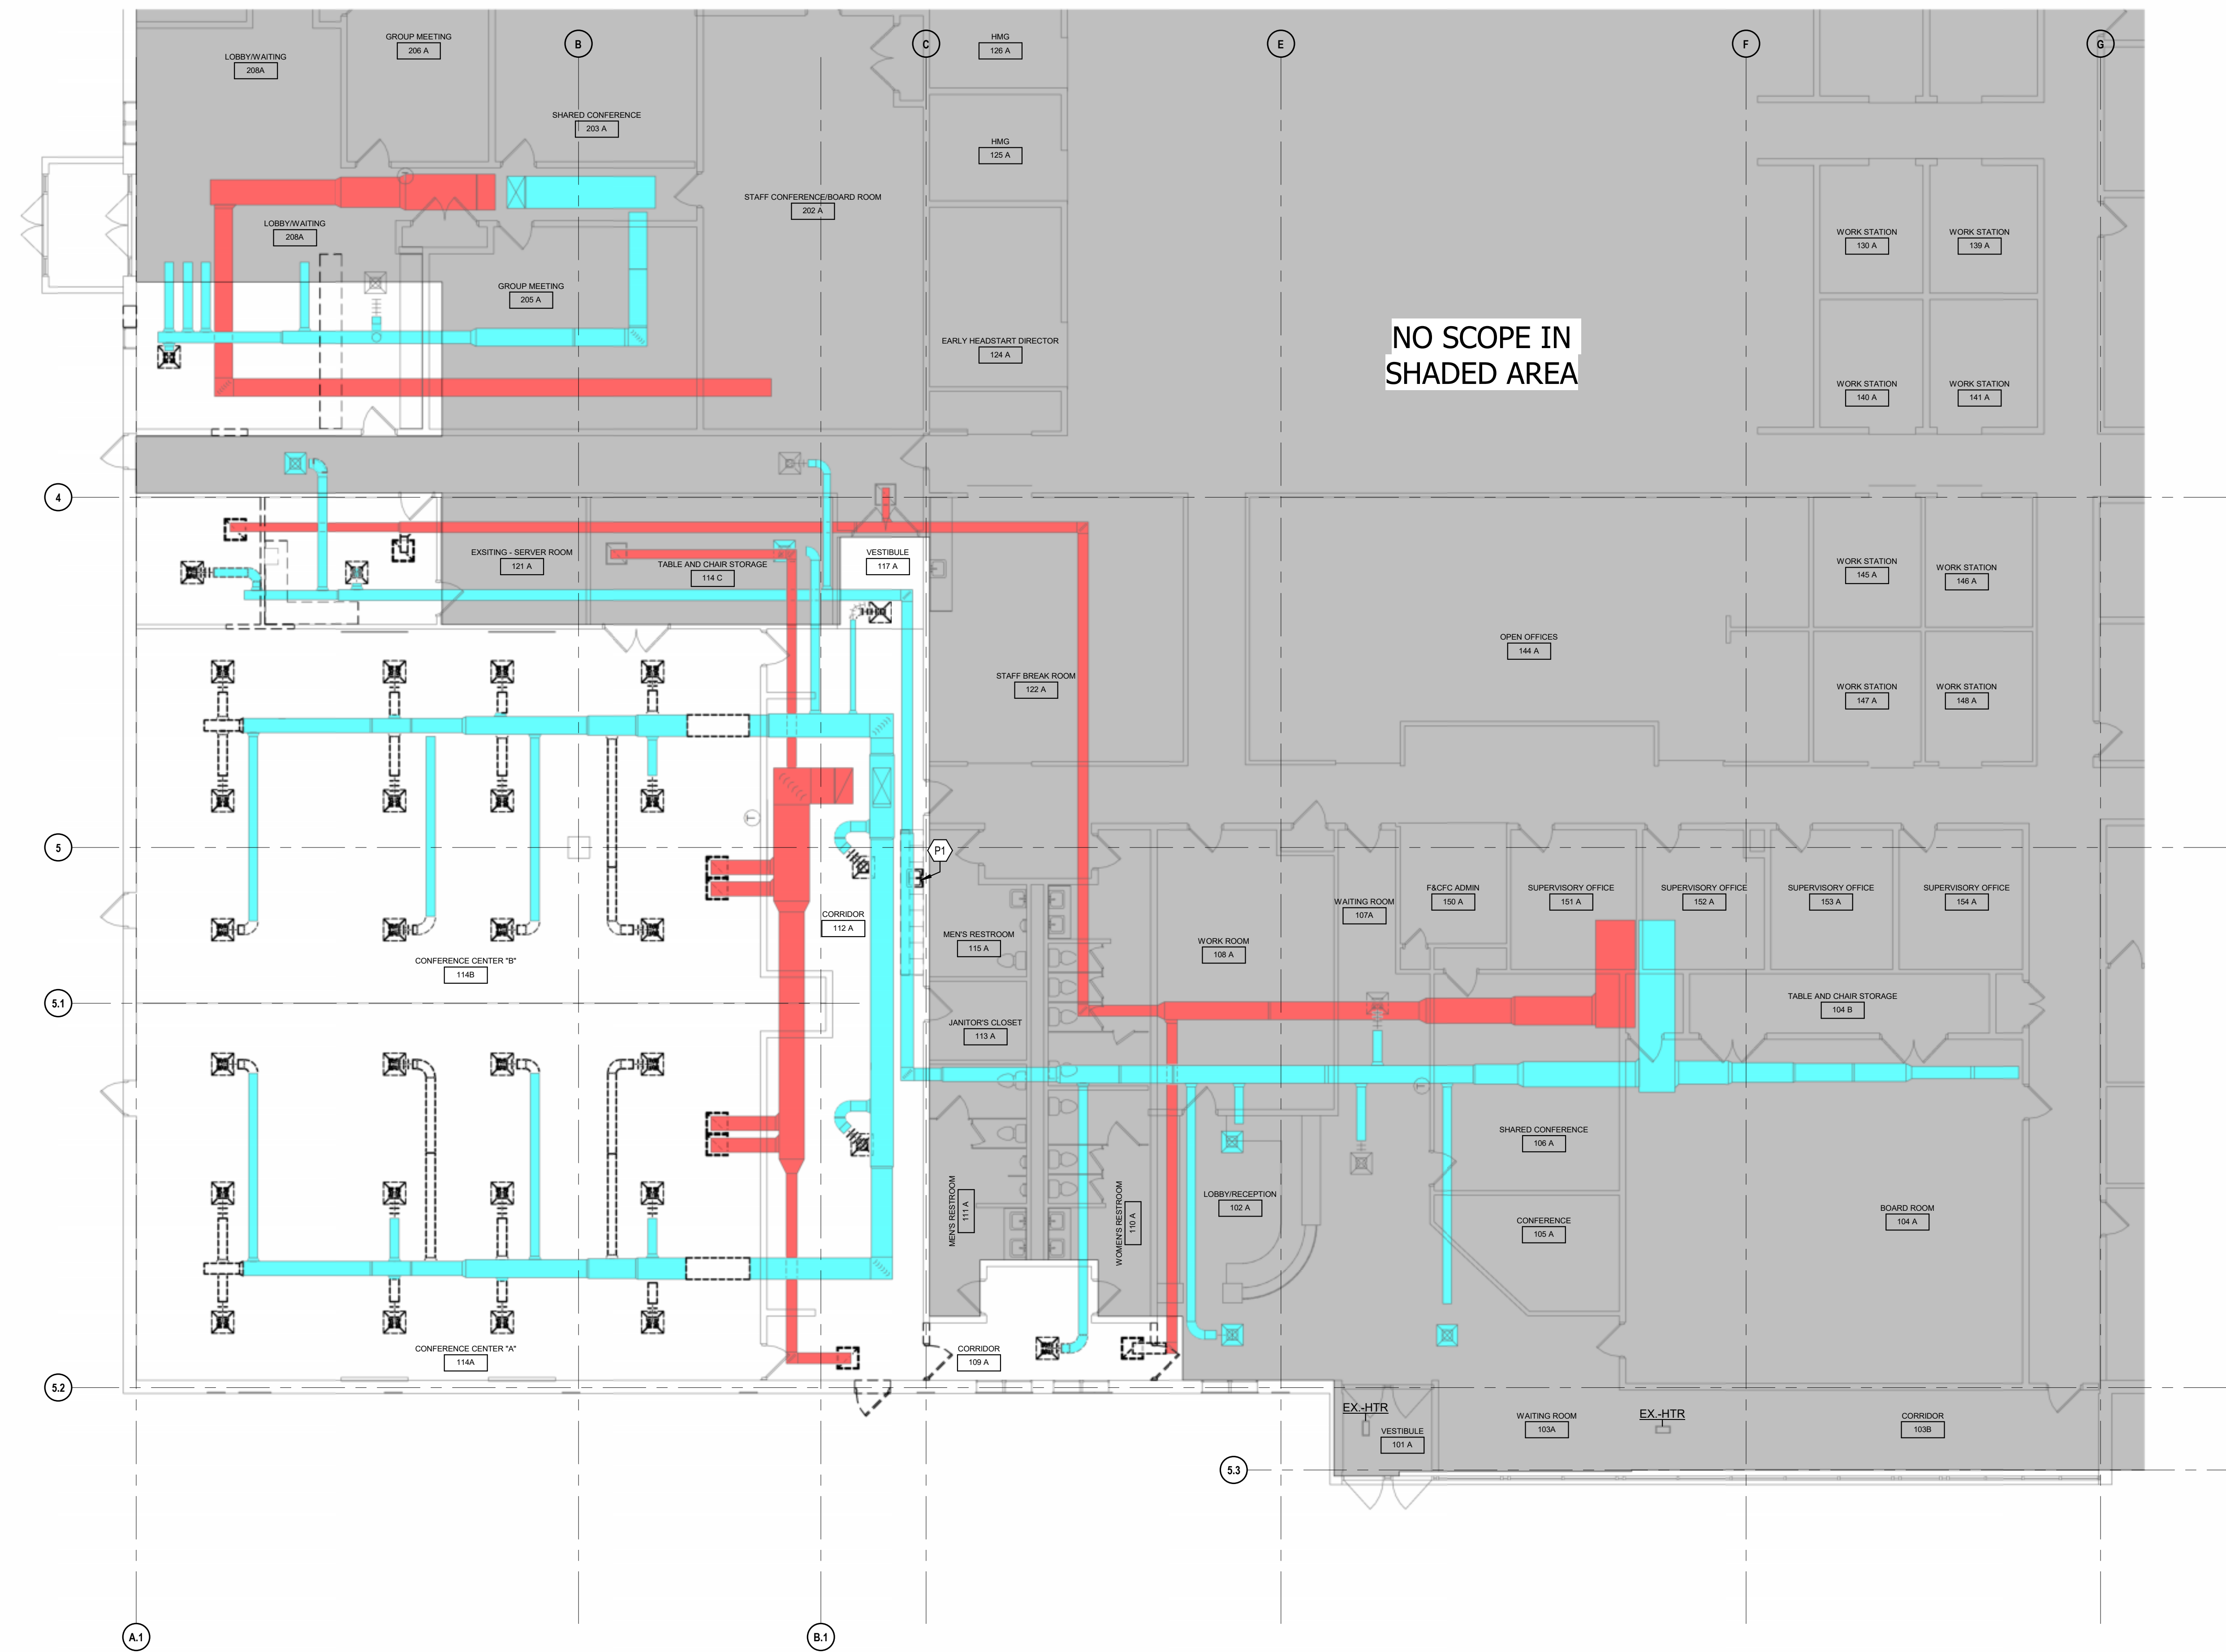 B
C
E
F
G
GROUP MEETING
206 A
HMG
126 A
LOBBY/WAITING
208A
SHARED CONFERENCE
203 A
HMG
125 A
T
STAFF CONFERENCE/BOARD ROOM
202 A
LOBBY/WAITING
208A
WORK STATION
130 A
WORK STATION
139 A
GROUP MEETING
205 A
NO SCOPE IN
SHADED AREA
EARLY HEADSTART DIRECTOR
124 A
WORK STATION
140 A
WORK STATION
141 A
4
EXSITING - SERVER ROOM
121 A
TABLE AND CHAIR STORAGE
114 C
VESTIBULE
117 A
WORK STATION
145 A
WORK STATION
146 A
OPEN OFFICES
144 A
STAFF BREAK ROOM
122 A
WORK STATION
147 A
WORK STATION
148 A
T
5
P1
CORRIDOR
112 A
WAITING ROOM
107A
F&CFC ADMIN
150 A
SUPERVISORY OFFICE
151 A
SUPERVISORY OFFICE
152 A
SUPERVISORY OFFICE
153 A
SUPERVISORY OFFICE
154 A
MEN'S RESTROOM
115 A
WORK ROOM
108 A
CONFERENCE CENTER "B"
114B
5.1
TABLE AND CHAIR STORAGE
104 B
JANITOR'S CLOSET
113 A
T
SHARED CONFERENCE
106 A
MEN'S RESTROOM
111 A
WOMEN'S RESTROOM
110 A
LOBBY/RECEPTION
102 A
CONFERENCE
105 A
BOARD ROOM
104 A
CONFERENCE CENTER "A"
114A
CORRIDOR
109 A
5.2
EX.-HTR
VESTIBULE
101 A
WAITING ROOM
103A
EX.-HTR
CORRIDOR
103B
5.3
A.1
B.1